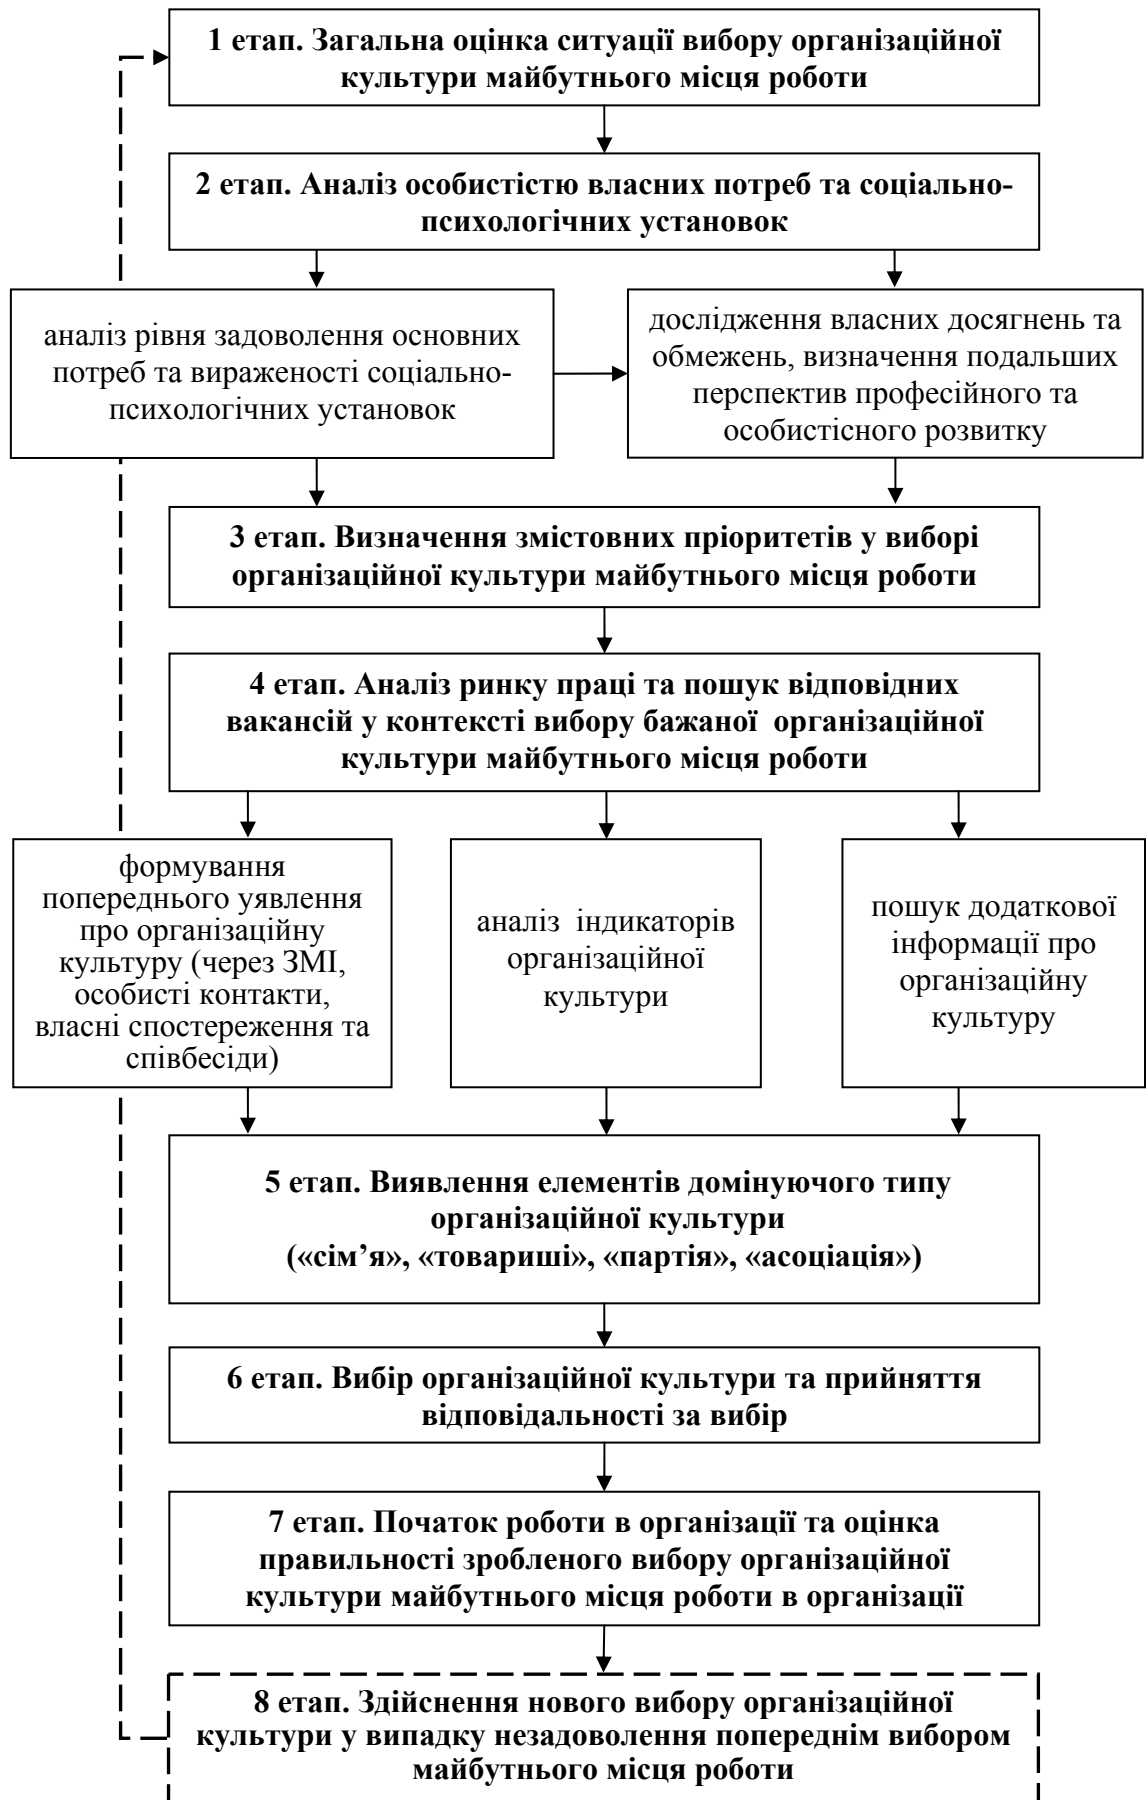 1 етап. Загальна оцінка ситуації вибору організаційної
культури майбутнього місця роботи
2 етап. Аналіз особистістю власних потреб та соціально-
психологічних установок
аналіз рівня задоволення основних
потреб та вираженості соціально-
психологічних установок
дослідження власних досягнень та
обмежень, визначення подальших
перспектив професійного та
особистісного розвитку
3 етап. Визначення змістовних пріоритетів у виборі
організаційної культури майбутнього місця роботи
4 етап. Аналіз ринку праці та пошук відповідних
вакансій у контексті вибору бажаної  організаційної
культури майбутнього місця роботи
формування
попереднього уявлення
про організаційну
культуру (через ЗМІ,
особисті контакти,
власні спостереження та
співбесіди)
аналіз  індикаторів
організаційної
культури
пошук додаткової
інформації про
організаційну
культуру
5 етап. Виявлення елементів домінуючого типу
організаційної культури
(«сім’я», «товариші», «партія», «асоціація»)
6 етап. Вибір організаційної культури та прийняття
відповідальності за вибір
7 етап. Початок роботи в організації та оцінка
правильності зробленого вибору організаційної
культури майбутнього місця роботи в організації
8 етап. Здійснення нового вибору організаційної
культури у випадку незадоволення попереднім вибором
майбутнього місця роботи